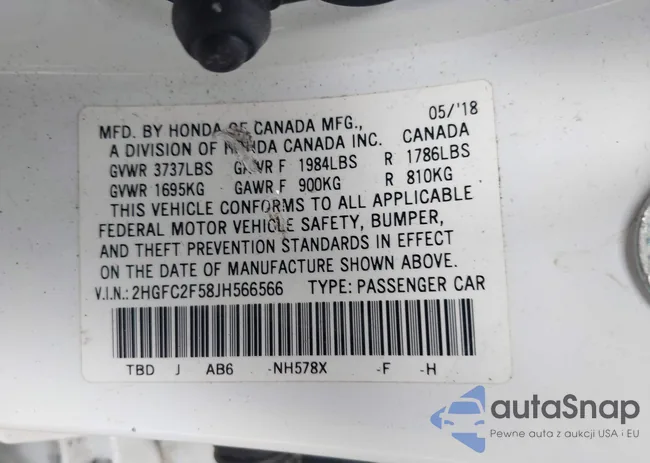 05/'18
MFD. BY HONDA OF CANADA MFG.,
A DIVISION OF HONDA CANADA INC. CANADA
GVWR 3737LBS GAWR F 1984LBS R 1786LBS
GVWR 1695KG GAWR F 900KG R 810KG
THIS VEHICLE CONFORMS TO ALL APPLICABLE
FEDERAL MOTOR VEHICLE SAFETY, BUMPER,
AND THEFT PREVENTION STANDARDS IN EFFECT
ON THE DATE OF MANUFACTURE SHOWN ABOVE.
V.I.N.: 2HGFC2F58JH566566 TYPE: PASSENGER CAR
TBD J AB6 -NH578X -F -H
autaSnap
Pewne auta z aukcji USA i EU